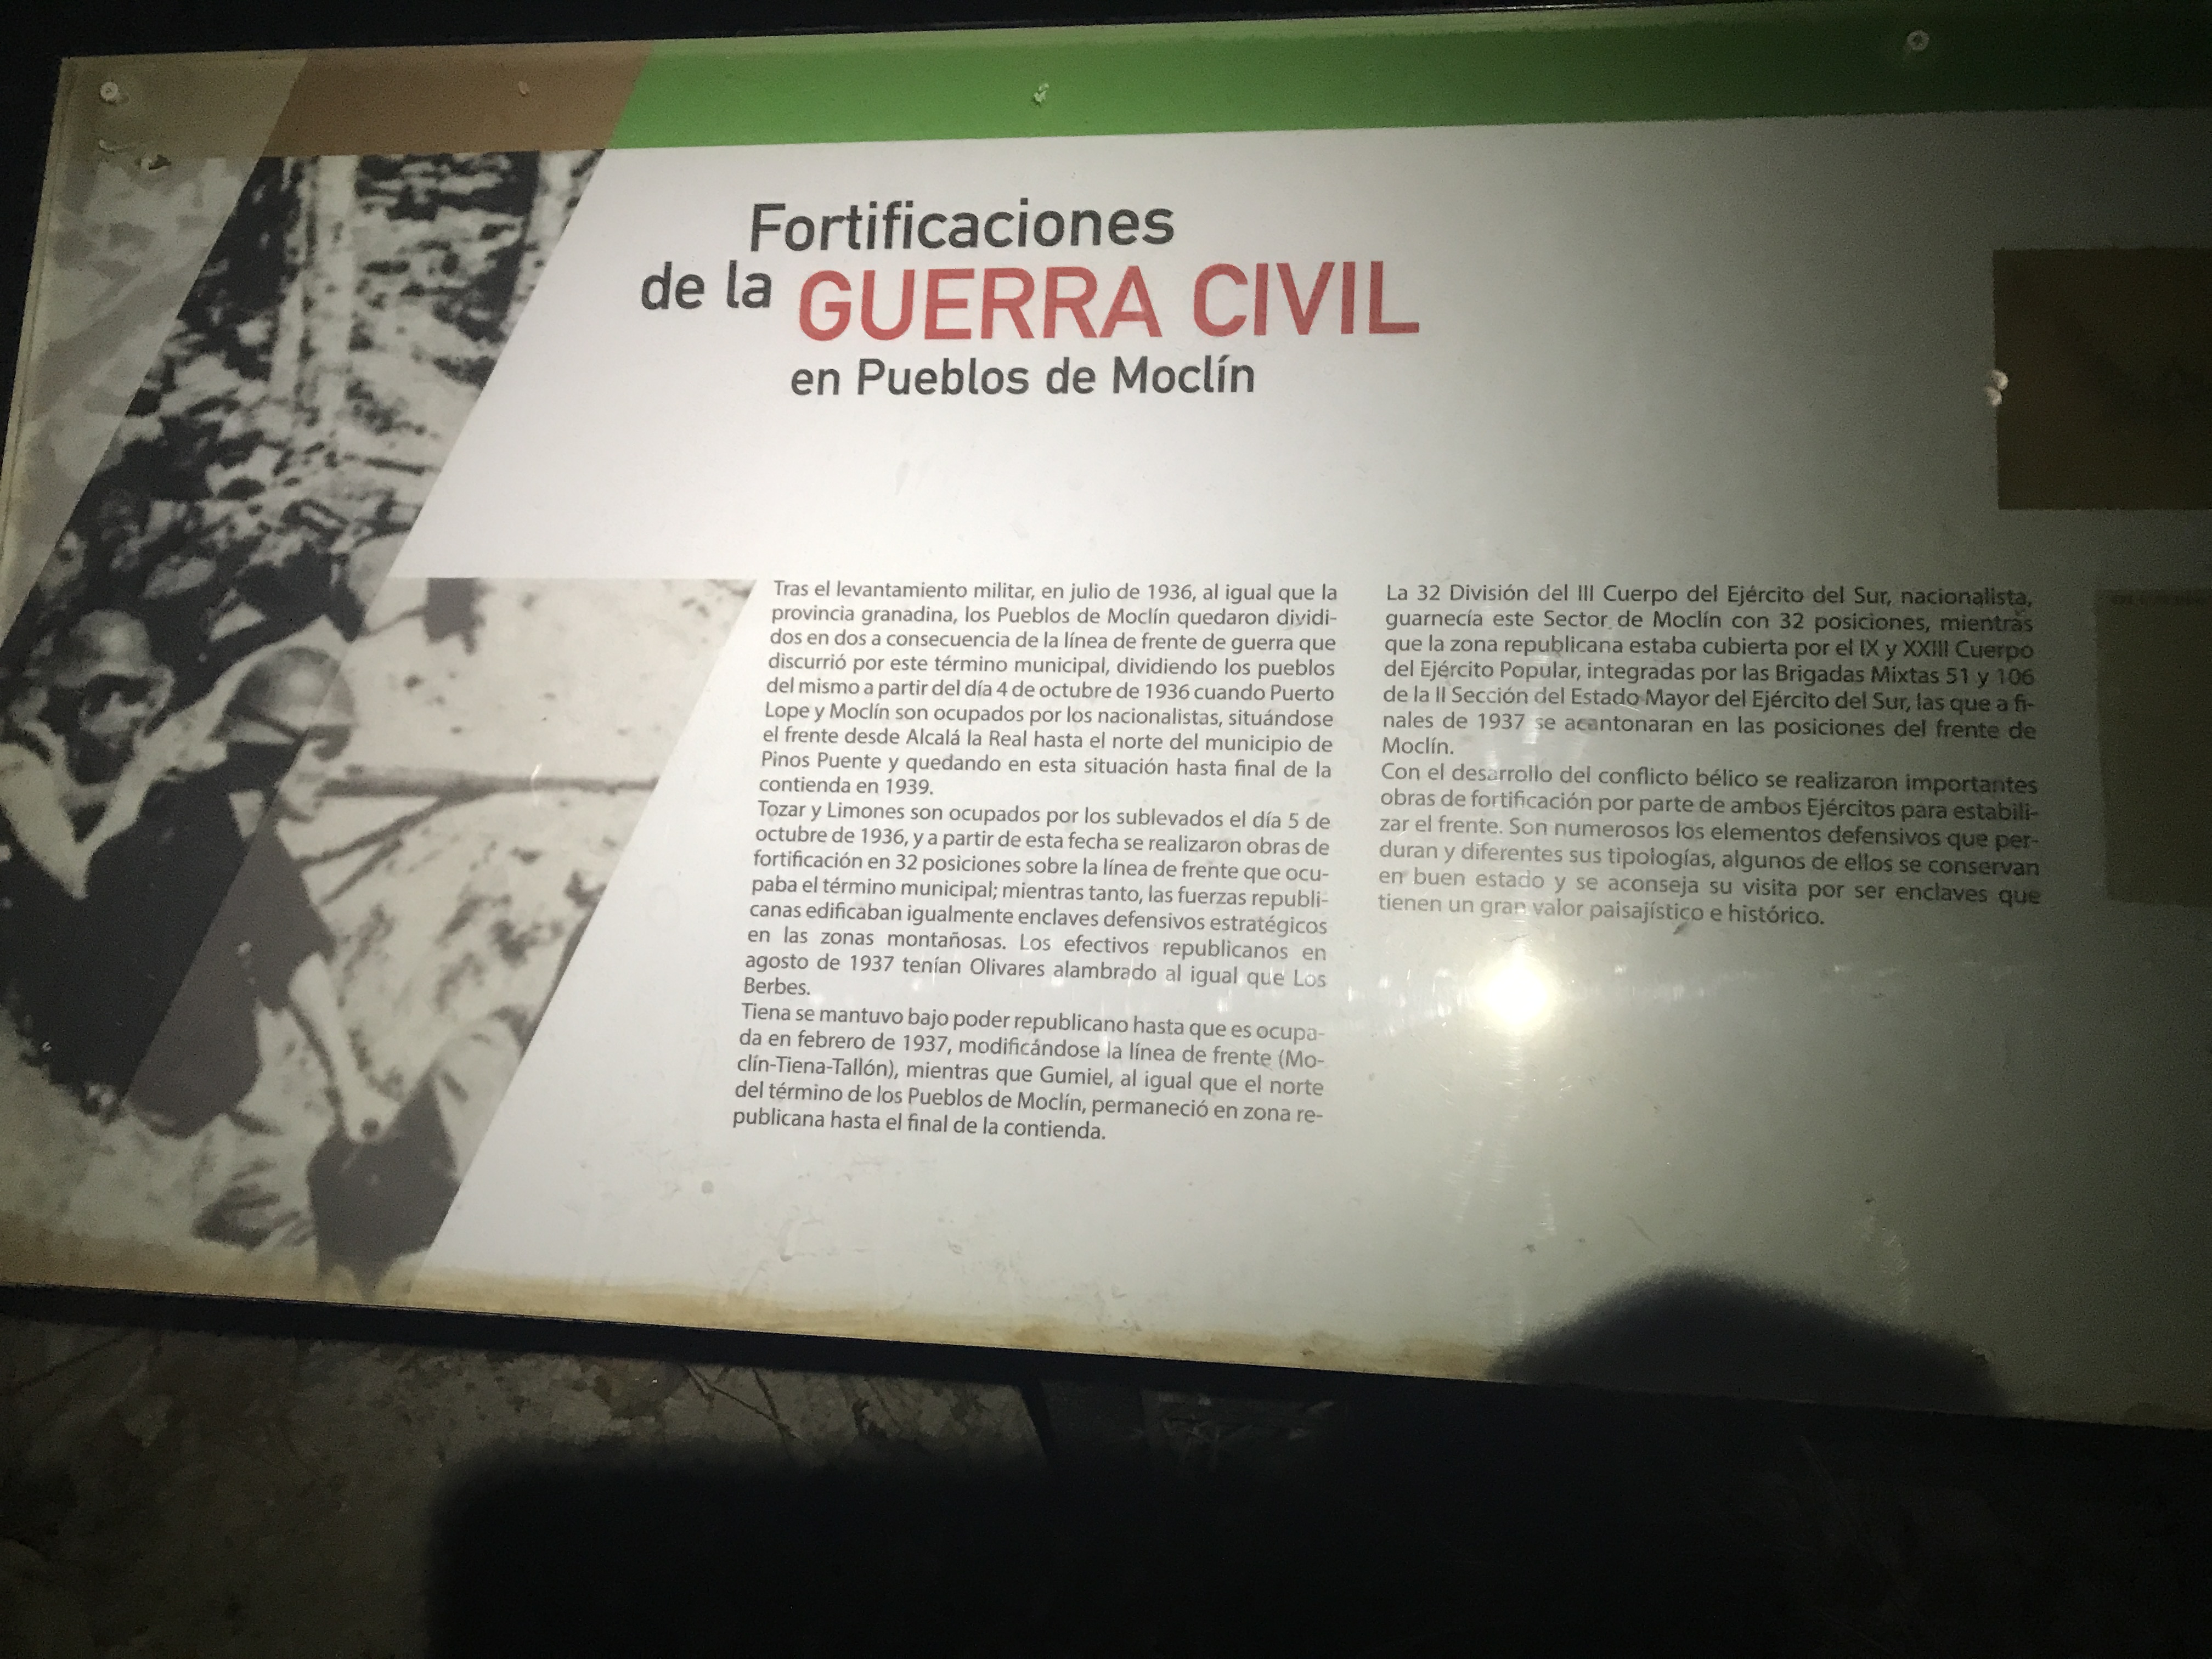 Fortificaciones
de la GUERRA CIVIL
en Pueblos de Moclín
Tras el levantamiento militar, en julio de 1936, al igual que la
provincia granadina, los Pueblos de Moclín quedaron dividi-
dos en dos a consecuencia de la línea de frente de guerra que
discurrió por este término municipal, dividiendo los pueblos
del mismo a partir del día 4 de octubre de 1936 cuando Puerto
Lope y Moclín son ocupados por los nacionalistas, situándose
el frente desde Alcalá la Real hasta el norte del municipio de
Pinos Puente y quedando en esta situación hasta final de la
contienda en 1939.
Tozar y Limones son ocupados por los sublevados el día 5 de
octubre de 1936, y a partir de esta fecha se realizaron obras de
fortificación en 32 posiciones sobre la línea de frente que ocu-
paba el término municipal; mientras tanto, las fuerzas republi-
canas edificaban igualmente enclaves defensivos estratégicos
en las zonas montañosas. Los efectivos republicanos en
agosto de 1937 tenían Olivares alambrado al igual que Los
Berbes.
Tiena se mantuvo bajo poder republicano hasta que es ocupa-
da en febrero de 1937, modificándose la línea de frente (Mo-
clín-Tiena-Tallón), mientras que Gumiel, al igual que el norte
del término de los Pueblos de Moclín, permaneció en zona re-
publicana hasta el final de la contienda.
La 32 División del III Cuerpo del Ejército del Sur, nacionalista,
guarnecía este Sector de Moclín con 32 posiciones, mientras
que la zona republicana estaba cubierta por el IX y XXIII Cuerpo
del Ejército Popular, integradas por las Brigadas Mixtas 51 y 106
de la II Sección del Estado Mayor del Ejército del Sur, las que a fi-
nales de 1937 se acantonaran en las posiciones del frente de
Moclín.
Con el desarrollo del conflicto bélico se realizaron importantes
obras de fortificación por parte de ambos Ejércitos para estabili-
zar el frente. Son numerosos los elementos defensivos que per-
duran y diferentes sus tipologías, algunos de ellos se conservan
en buen estado y se aconseja su visita por ser enclaves que
tienen un gran valor paisajístico e histórico.